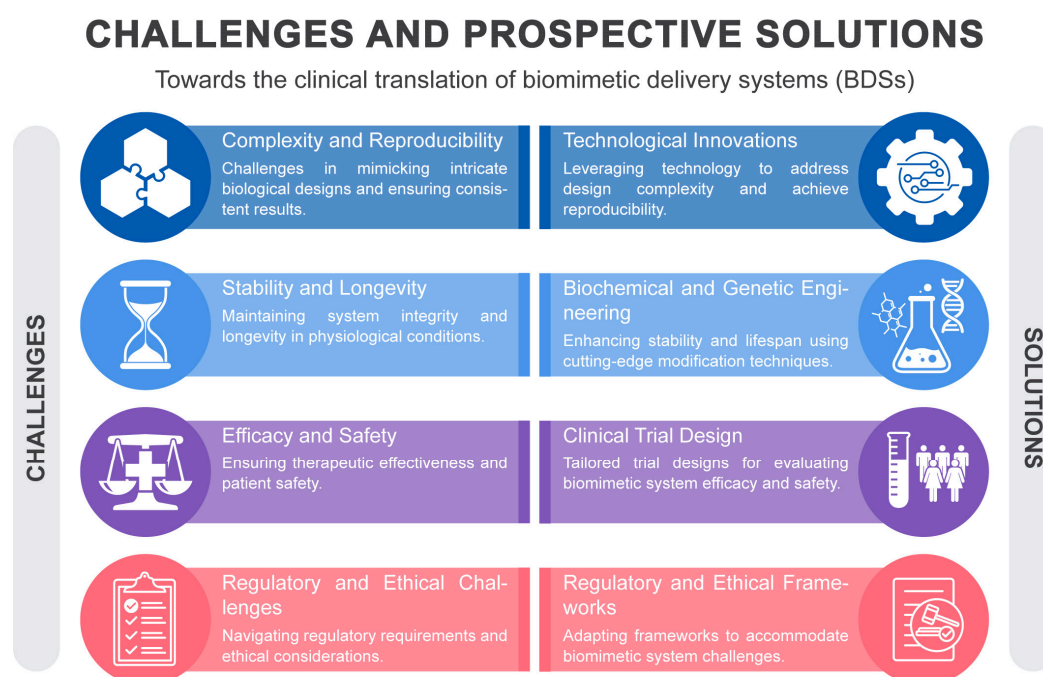 CHALLENGES AND PROSPECTIVE SOLUTIONS
Towards the clinical translation of biomimetic delivery systems (BDSs)
CHALLENGES
Complexity and Reproducibility
Challenges in mimicking intricate
biological designs and ensuring consis-
tent results.
Technological Innovations
Leveraging technology to address
design complexity and achieve
reproducibility.
Stability and Longevity
Maintaining system integrity and
longevity in physiological conditions.
Biochemical and Genetic Engi-
neering
Enhancing stability and lifespan using
cutting-edge modification techniques.
Efficacy and Safety
Ensuring therapeutic effectiveness and
patient safety.
Clinical Trial Design
Tailored trial designs for evaluating
biomimetic system efficacy and safety.
Regulatory and Ethical Chal-
lenges
Navigating regulatory requirements and
ethical considerations.
Regulatory and Ethical Frame-
works
Adapting frameworks to accommodate
biomimetic system challenges.
SOLUTIONS